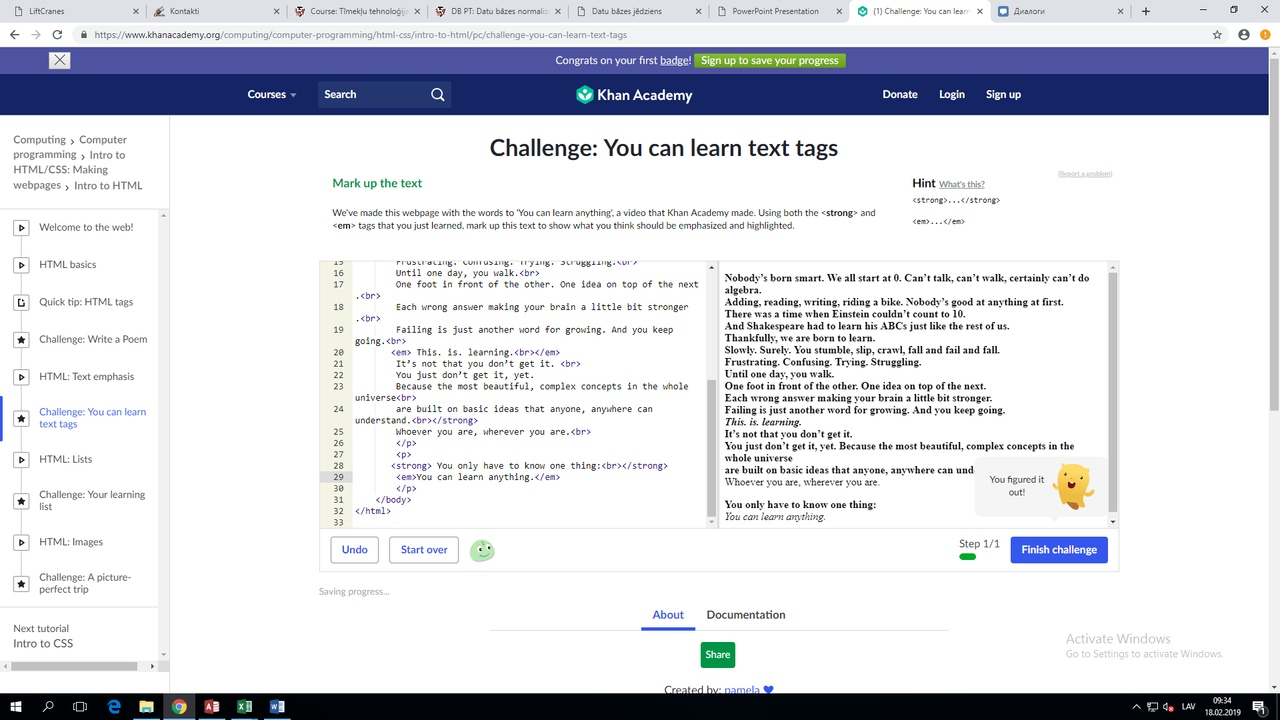 LiftCranes
Kontakti
Course: Tīmekļu tehnoloģij
DB PT: Datu bāzes normaliz
Datu bāzes jēdziens
PowerPoint Presentation
(1) Challenge: You can learn
Диалоги
https://www.khanacademy.org/computing/computer-programming/html-css/intro-to-html/pc/challenge-you-can-learn-text-tags
Congrats on your first badge! Sign up to save your progress
Courses
Search
Khan Academy
Donate
Login
Sign up
Computing > Computer
programming > Intro to
HTML/CSS: Making
webpages > Intro to HTML
Welcome to the web!
HTML basics
Quick tip: HTML tags
Challenge: Write a Poem
HTML: Text emphasis
Challenge: You can learn
text tags
HTML: Lists
Challenge: Your learning
list
HTML: Images
Challenge: A picture-
perfect trip
Next tutorial
Intro to CSS
Challenge: You can learn text tags
Mark up the text
(Report a problem)
Hint What's this?
<strong>...</strong>
<em>...</em>
We've made this webpage with the words to 'You can learn anything', a video that Khan Academy made. Using both the <strong> and
<em> tags that you just learned, mark up this text to show what you think should be emphasized and highlighted.
15 Frustrating. Confusing. Trying. Struggling.<br>
16 Until one day, you walk.<br>
17 One foot in front of the other. One idea on top of the next
.<br>
18 Each wrong answer making your brain a little bit stronger
.<br>
19 Failing is just another word for growing. And you keep
going.<br>
20 <em> This. is. learning.<br></em>
21 It's not that you don't get it. <br>
22 You just don't get it, yet.
23 Because the most beautiful, complex concepts in the whole
universe<br>
24 are built on basic ideas that anyone, anywhere can
understand.<br></strong>
25 Whoever you are, wherever you are.<br>
26 </p>
27 <p>
28 <strong> You only have to know one thing:<br></strong>
29 <em>You can learn anything.</em>
30 </p>
31 </body>
32 </html>
33
Nobody's born smart. We all start at 0. Can't talk, can't walk, certainly can't do
algebra.
Adding, reading, writing, riding a bike. Nobody's good at anything at first.
There was a time when Einstein couldn't count to 10.
And Shakespeare had to learn his ABCs just like the rest of us.
Thankfully, we are born to learn.
Slowly. Surely. You stumble, slip, crawl, fall and fail and fall.
Frustrating. Confusing. Trying. Struggling.
Until one day, you walk.
One foot in front of the other. One idea on top of the next.
Each wrong answer making your brain a little bit stronger.
Failing is just another word for growing. And you keep going.
This. is. learning.
It's not that you don't get it.
You just don't get it, yet. Because the most beautiful, complex concepts in the
whole universe
are built on basic ideas that anyone, anywhere can und
Whoever you are, wherever you are.
You only have to know one thing:
You can learn anything.
You figured it
out!
Undo
Start over
Step 1/1
Finish challenge
Saving progress...
About
Documentation
Share
Created by: pamela
Activate Windows
Go to Settings to activate Windows.
LAV
09:34
18.02.2019
1